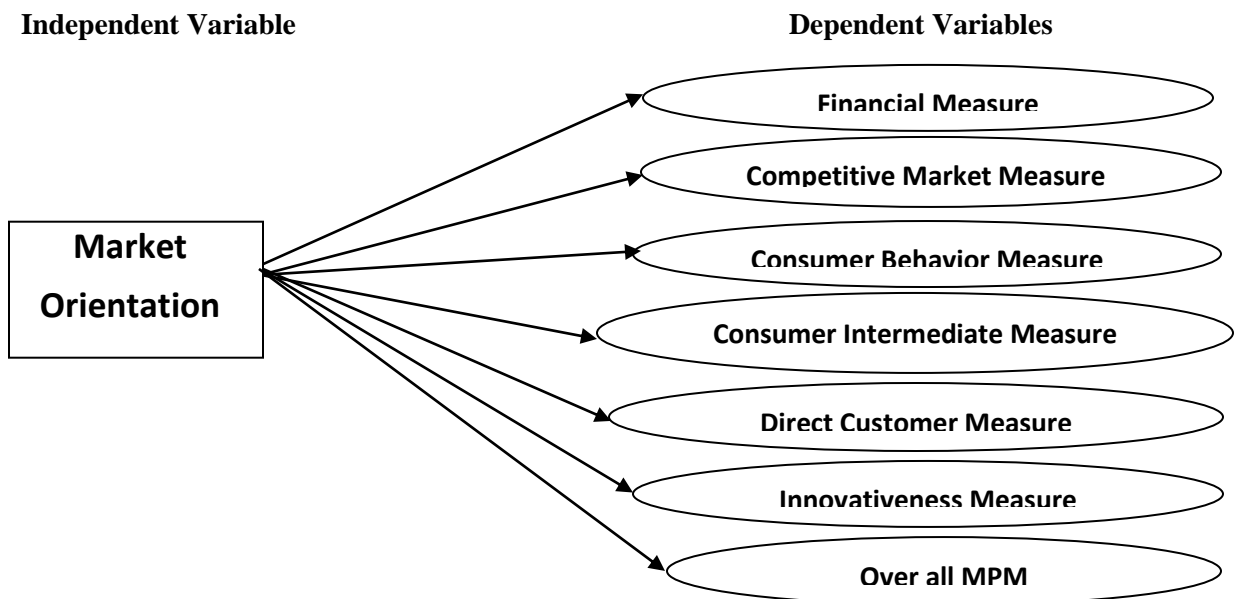 Independent Variable
Dependent Variables
Financial Measure
Competitive Market Measure
Market
Orientation
Consumer Behavior Measure
Consumer Intermediate Measure
Direct Customer Measure
Innovativeness Measure
Over all MPM